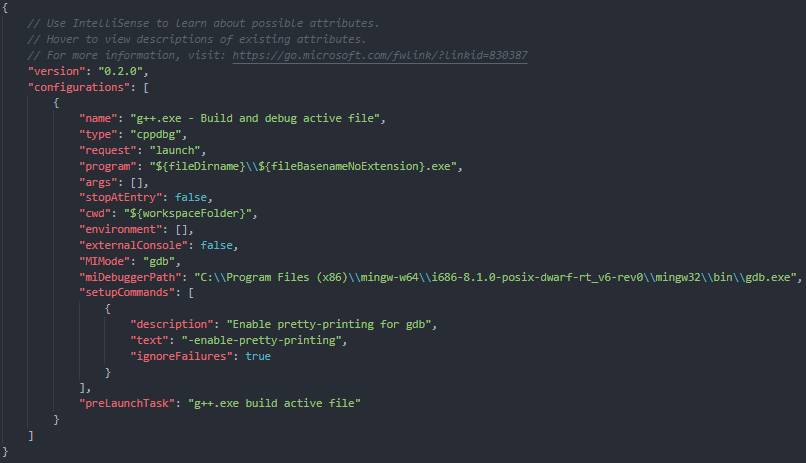 {
    // Use IntelliSense to learn about possible attributes.
    // Hover to view descriptions of existing attributes.
    // For more information, visit: https://go.microsoft.com/fwlink/?linkid=830387
    "version": "0.2.0",
    "configurations": [
        {
            "name": "g++.exe - Build and debug active file",
            "type": "cppdbg",
            "request": "launch",
            "program": "${fileDirname}\\${fileBasenameNoExtension}.exe",
            "args": [],
            "stopAtEntry": false,
            "cwd": "${workspaceFolder}",
            "environment": [],
            "externalConsole": false,
            "MIMode": "gdb",
            "miDebuggerPath": "C:\\Program Files (x86)\\mingw-w64\\i686-8.1.0-posix-dwarf-rt_v6-rev0\\mingw32\\bin\\gdb.exe",
            "setupCommands": [
                {
                    "description": "Enable pretty-printing for gdb",
                    "text": "-enable-pretty-printing",
                    "ignoreFailures": true
                }
            ],
            "preLaunchTask": "g++.exe build active file"
        }
    ]
}